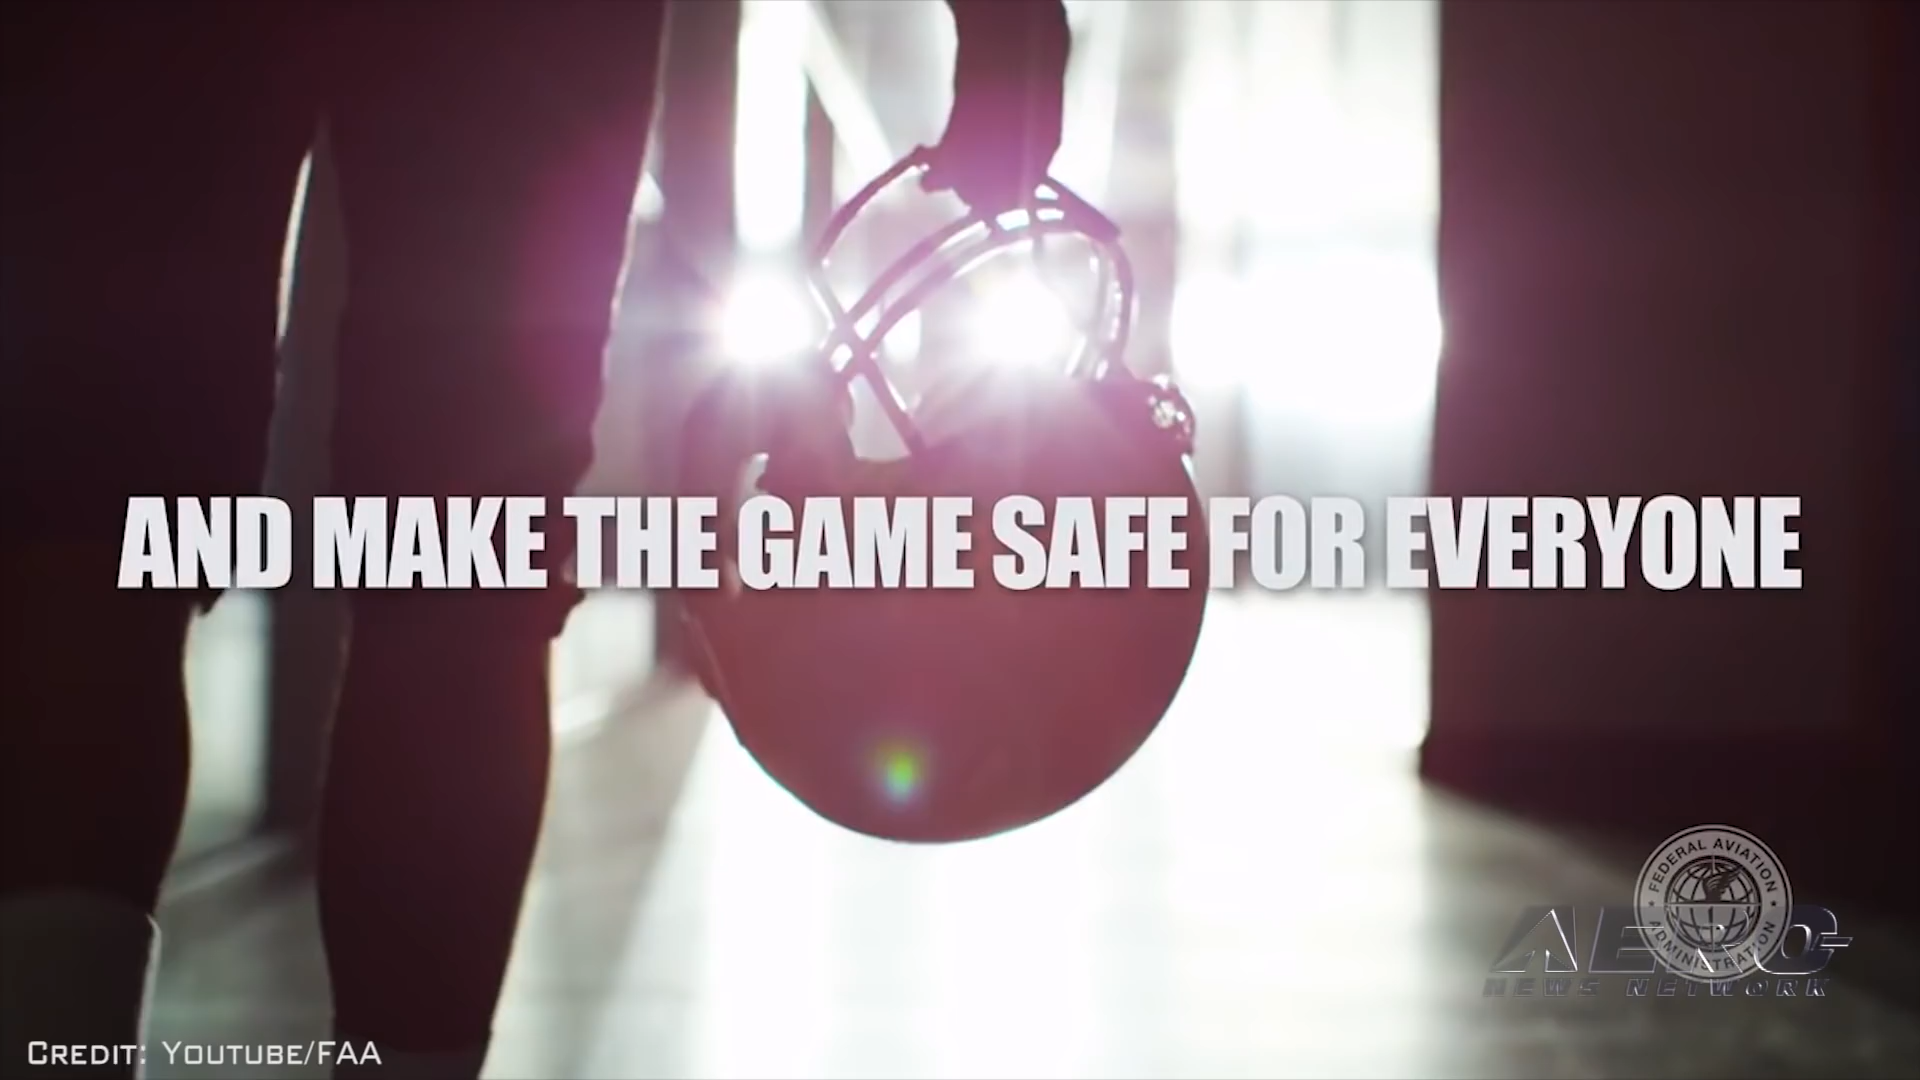 AND MAKE THE GAME SAFE FOR EVERYONE
FEDERAL AVIATION
ADMINISTRATION
AERO
NEWS NETWORK
CREDIT: YOUTUBE/FAA